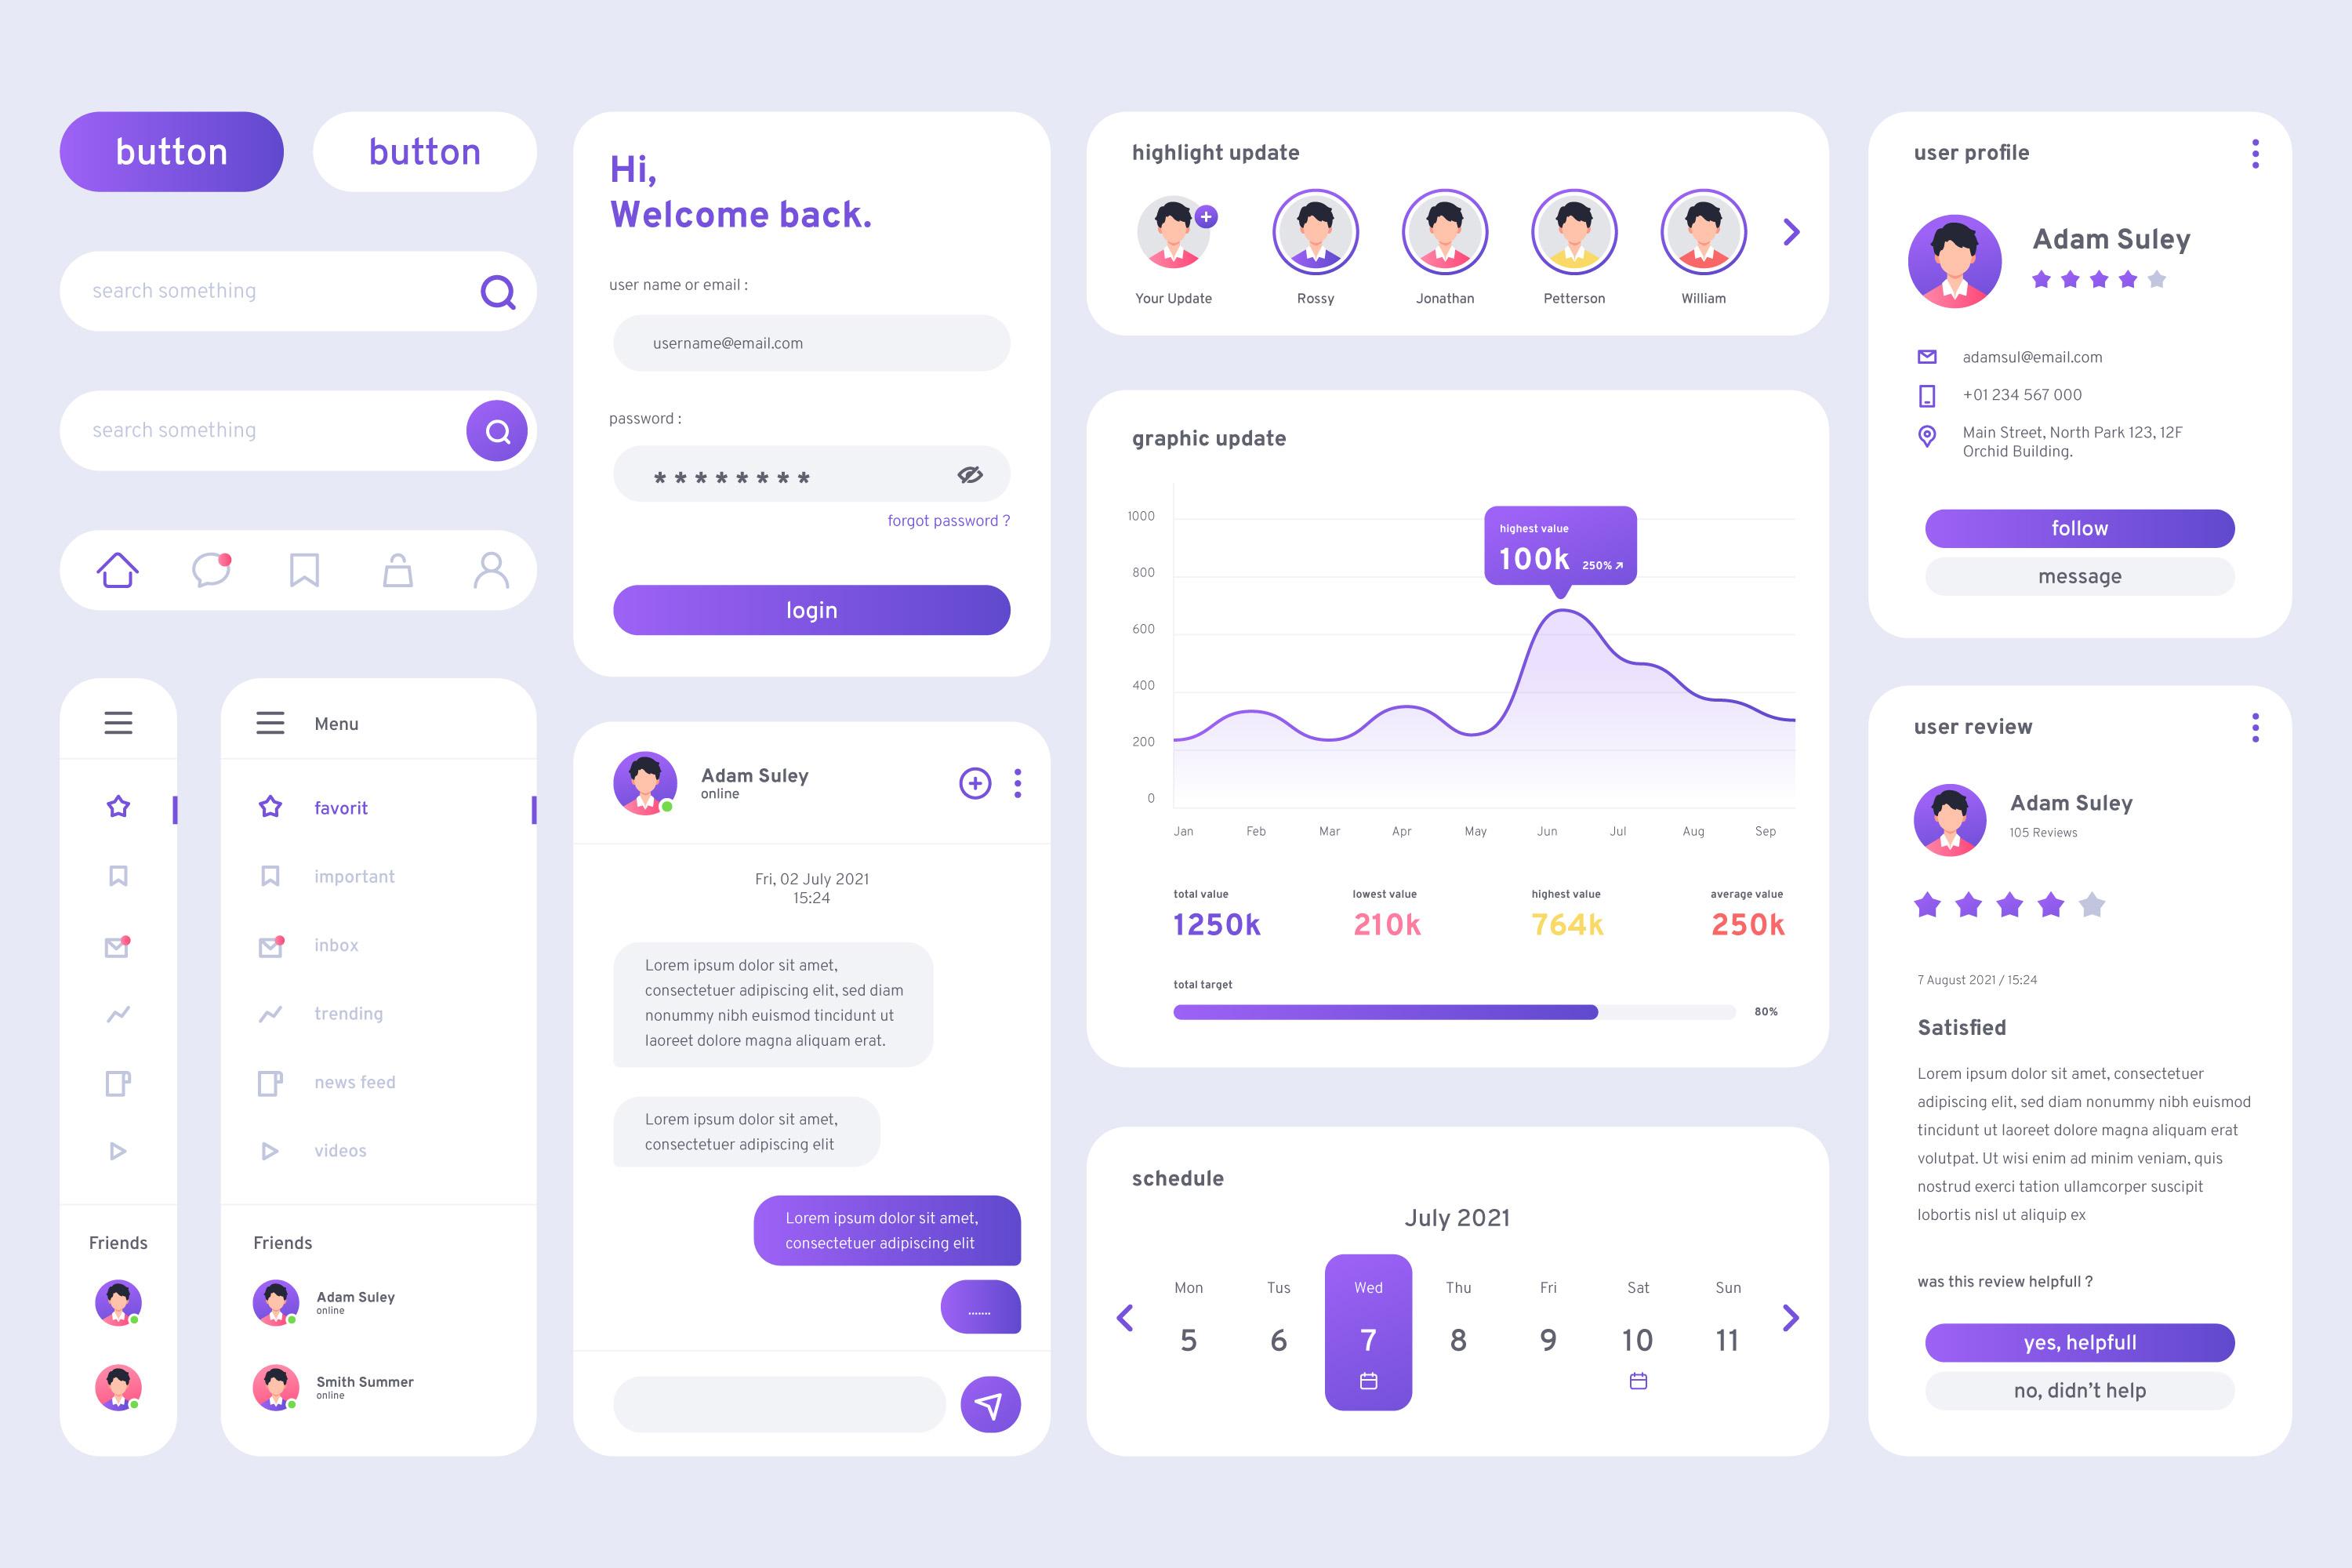 button
button
search something
search something
Menu
favorit
important
inbox
trending
news feed
videos
Friends
Friends
Adam Suley
online
Smith Summer
online
Hi,
Welcome back.
user name or email :
username@email.com
password :
* * * * * * * *
forgot password ?
login
Adam Suley
online
Fri, 02 July 2021
15:24
Lorem ipsum dolor sit amet,
consectetuer adipiscing elit, sed diam
nonummy nibh euismod tincidunt ut
laoreet dolore magna aliquam erat.
Lorem ipsum dolor sit amet,
consectetuer adipiscing elit
Lorem ipsum dolor sit amet,
consectetuer adipiscing elit
.......
highlight update
Your Update
Rossy
Jonathan
Petterson
William
graphic update
1000
800
600
400
200
0
highest value
100k 250%
Jan Feb Mar Apr May Jun Jul Aug Sep
total value lowest value highest value average value
1250k 210k 764k 250k
total target
80%
schedule
July 2021
Mon Tus Wed Thu Fri Sat Sun
5 6 7 8 9 10 11
user profile
Adam Suley
adamsul@email.com
+01 234 567 000
Main Street, North Park 123, 12F
Orchid Building.
follow
message
user review
Adam Suley
105 Reviews
7 August 2021 / 15:24
Satisfied
Lorem ipsum dolor sit amet, consectetuer
adipiscing elit, sed diam nonummy nibh euismod
tincidunt ut laoreet dolore magna aliquam erat
volutpat. Ut wisi enim ad minim veniam, quis
nostrud exerci tation ullamcorper suscipit
lobortis nisl ut aliquip ex
was this review helpfull ?
yes, helpfull
no, didn’t help